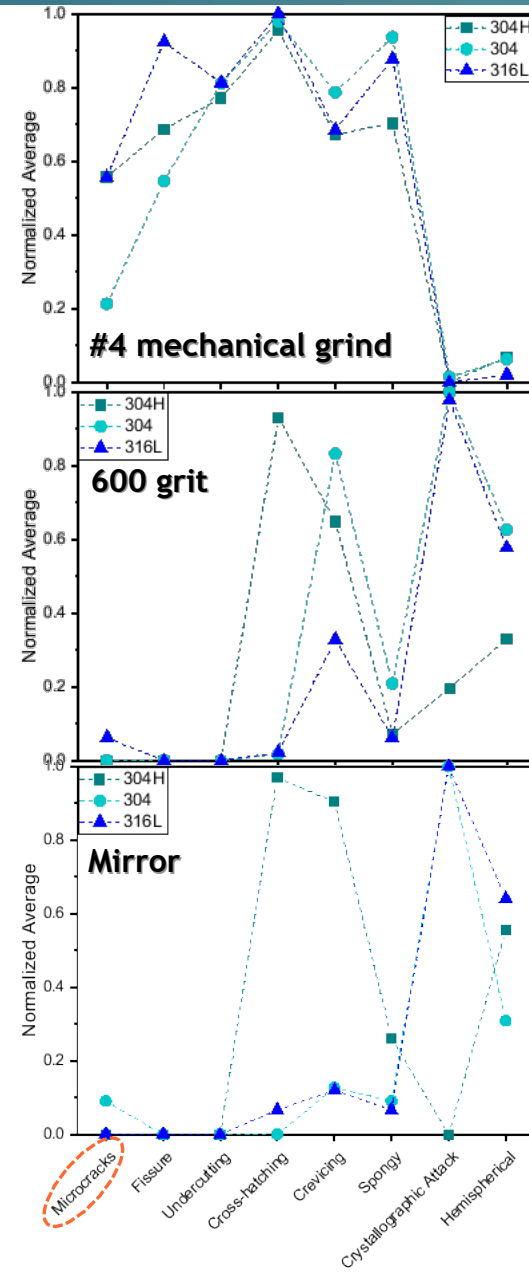 1.0
304H
304
316L
0.8
0.6
0.4
0.2
0.0
Normalized Average
#4 mechanical grind
1.0
304H
304
316L
600 grit
0.8
0.6
0.4
0.2
0.0
Normalized Average
1.0
304H
304
316L
Mirror
0.8
0.6
0.4
0.2
0.0
Normalized Average
Microcracks
Fissure
Undercutting
Cross-hatching
Crevicing
Spongy
Crystallographic Attack
Hemispherical